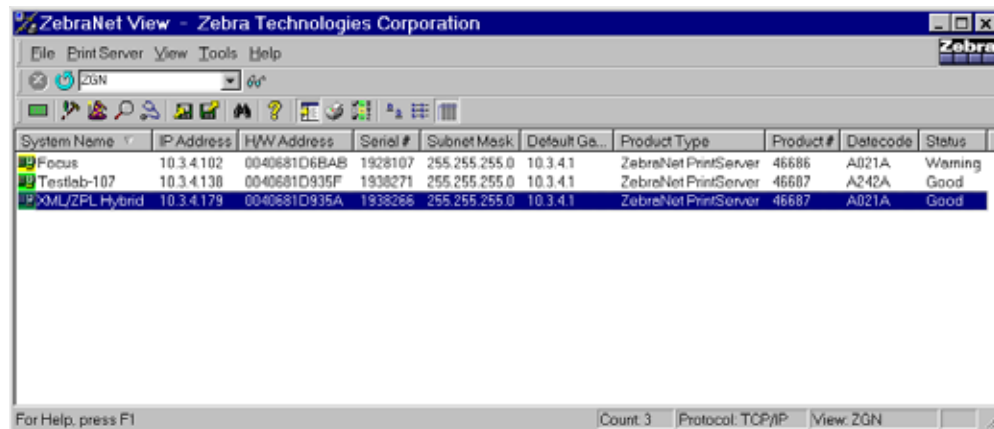 ZebraNet View - Zebra Technologies Corporation
File Print Server View Tools Help
Zebra
ZGN
System Name IP Address H/W Address Serial # Subnet Mask Default Ga... Product Type Product # Datecode Status
Focus 10.3.4.102 0040681D6BAB 1928107 255.255.255.0 10.3.4.1 ZebraNet PrintServer 46686 A021A Warning
Testlab-107 10.3.4.138 0040681D935F 1938271 255.255.255.0 10.3.4.1 ZebraNet PrintServer 46687 A242A Good
XML/ZPL Hybrid 10.3.4.179 0040681D935A 1938266 255.255.255.0 10.3.4.1 ZebraNet PrintServer 46687 A021A Good
For Help, press F1 Count: 3 Protocol: TCP/IP View: ZGN